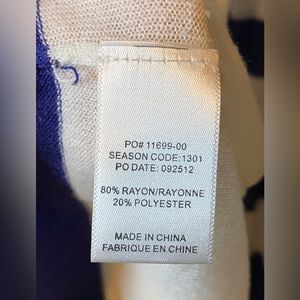 PO# 11699-00
SEASON CODE: 1301
PO DATE: 092512
80% RAYON/RAYONNE
20% POLYESTER
MADE IN CHINA
FABRIQUE EN CHINE